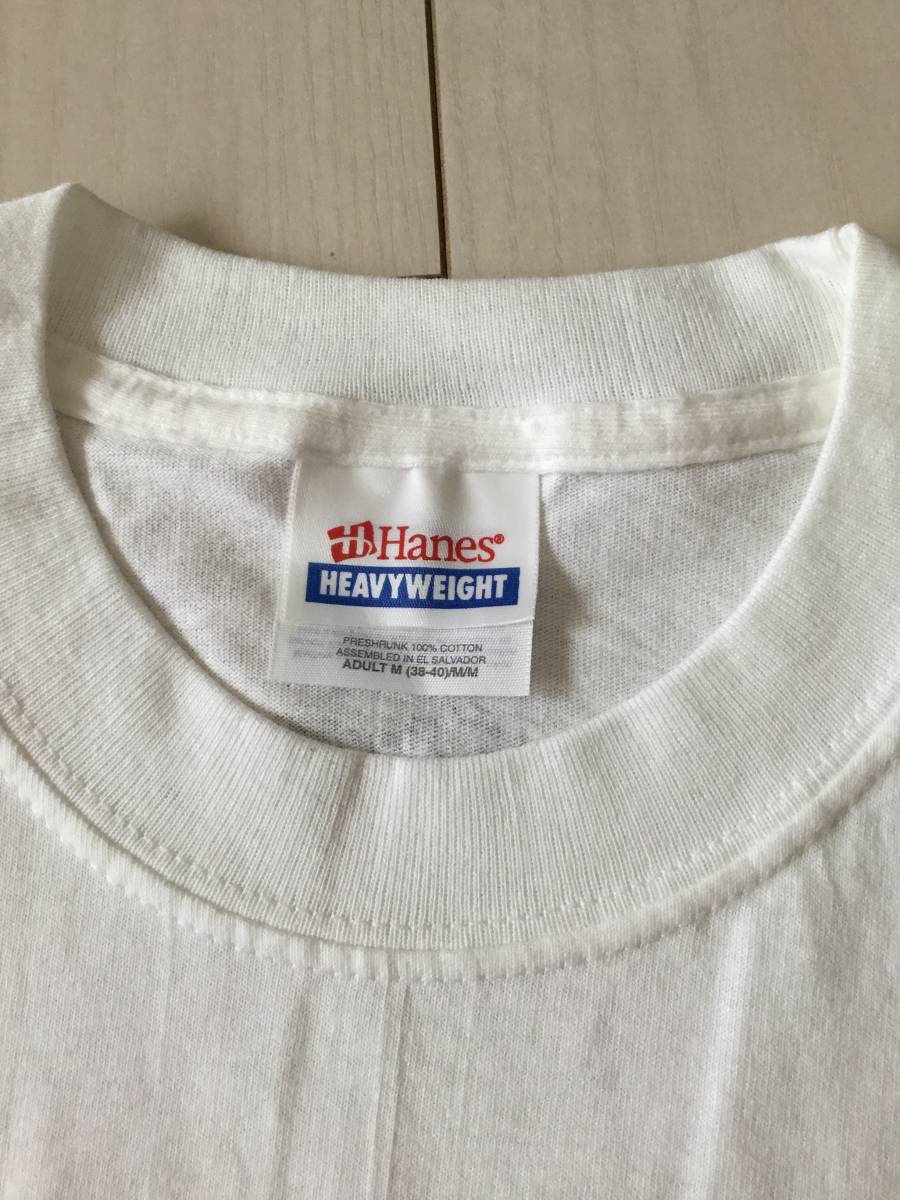 Hanes®
HEAVYWEIGHT
PRESHRUNK 100% COTTON
ASSEMBLED IN EL SALVADOR
ADULT M (38-40)/M/M